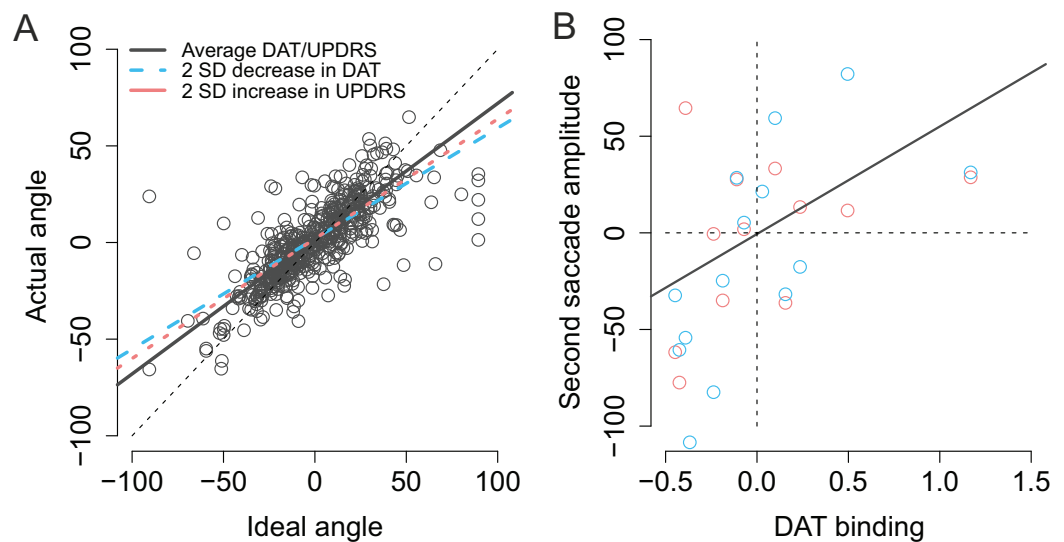 A
Average DAT/UPDRS
2 SD decrease in DAT
2 SD increase in UPDRS
Actual angle
100
50
0
−50
−100
−100
−50
0
50
100
Ideal angle
B
Second saccade amplitude
100
50
0
−50
−100
−0.5
0.0
0.5
1.0
1.5
DAT binding